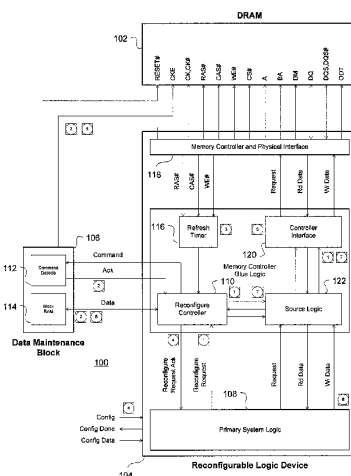 DRAM
102
RESET#
CKE
CK,CK#
RAS#
CAS#
WE#
CS#
A
BA
DM
DQ
DQS,DQS#
ODT
Memory Controller and Physical Interface
118
RAS#
CAS#
WE#
Request
Rd Data
Wr Data
116
Refresh
Timer
Controller
Interface
120
Memory Controller
Glue Logic
110
122
Reconfigure
Controller
Source Logic
106
112
Command
Decode
114
Block
RAM
Command
Ack
Data
Data Maintenance
Block
100
Reconfigure
Request Ack
Reconfigure
Request
108
Request
Rd Data
Wr Data
Config
Config Done
Config Data
Primary System Logic
104
Reconfigurable Logic Device